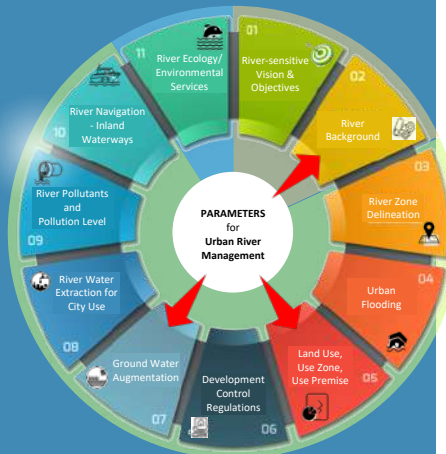 01
River-sensitive
Vision &
Objectives
02
River
Background
03
River Zone
Delineation
04
Urban
Flooding
05
Land Use,
Use Zone,
Use Premise
06
Development
Control
Regulations
07
Ground Water
Augmentation
08
River Water
Extraction for
City Use
09
River Pollutants
and
Pollution Level
10
River Navigation
- Inland
Waterways
11
River Ecology/
Environmental
Services
PARAMETERS
for
Urban River
Management